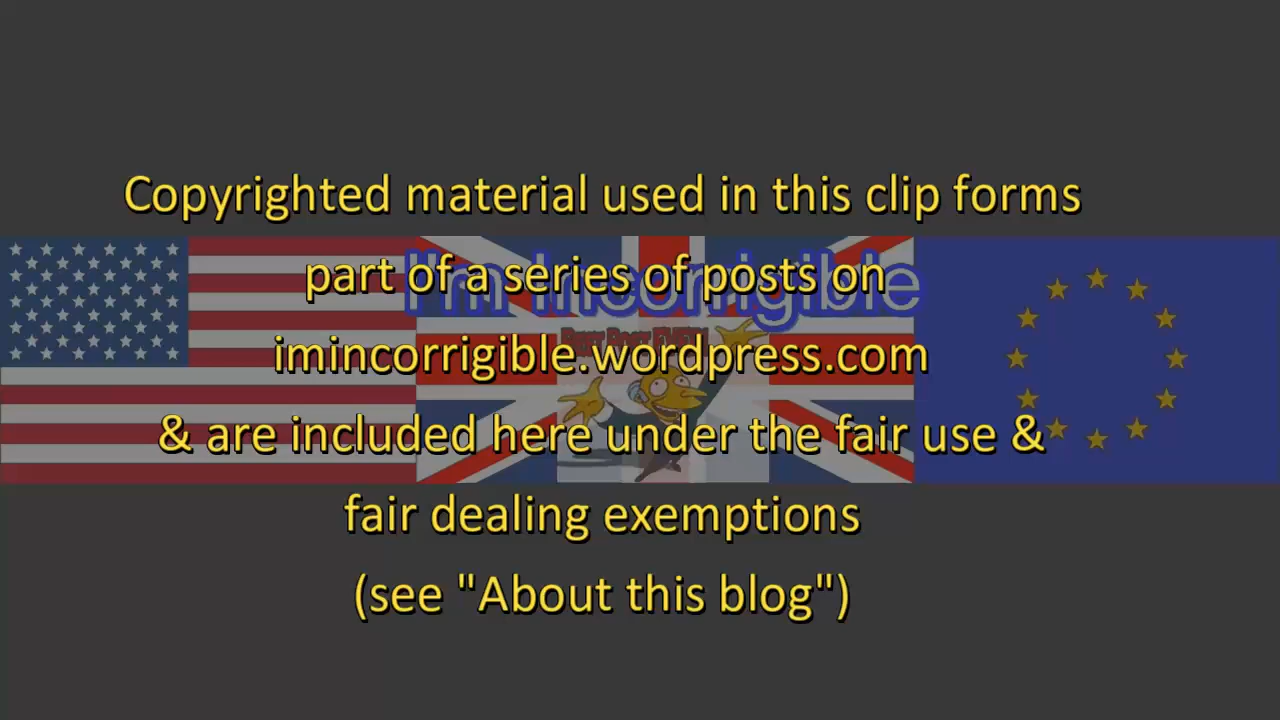 Copyrighted material used in this clip forms
part of a series of posts on
I'm Incorrigible
imincorrigible.wordpress.com
& are included here under the fair use &
fair dealing exemptions
(see "About this blog")